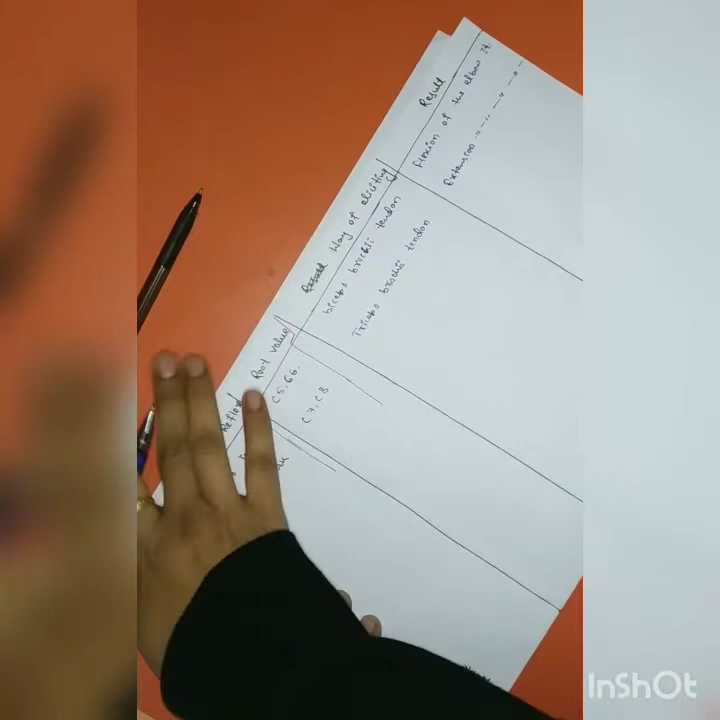 Reflex Root value Way of eliciting Result
C5, C6. biceps brachii tendon Flexion of the elbow Jt.
C7, C8 Triceps brachii tendon Extension -"- -"- -"-
InShOt